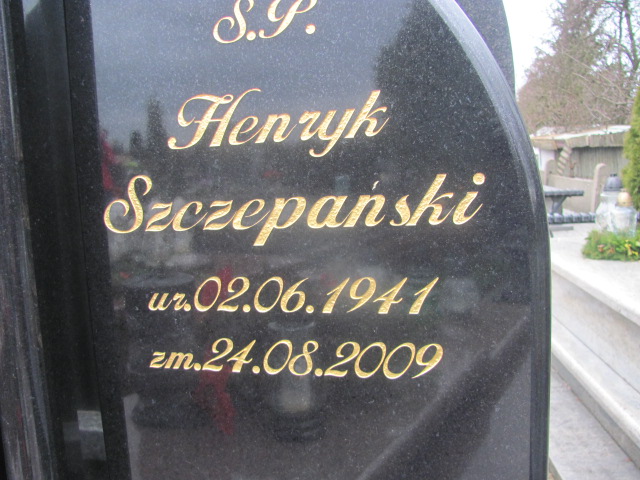 Ś.P.
Henryk
Szczepański
ur.02.06.1941
zm.24.08.2009